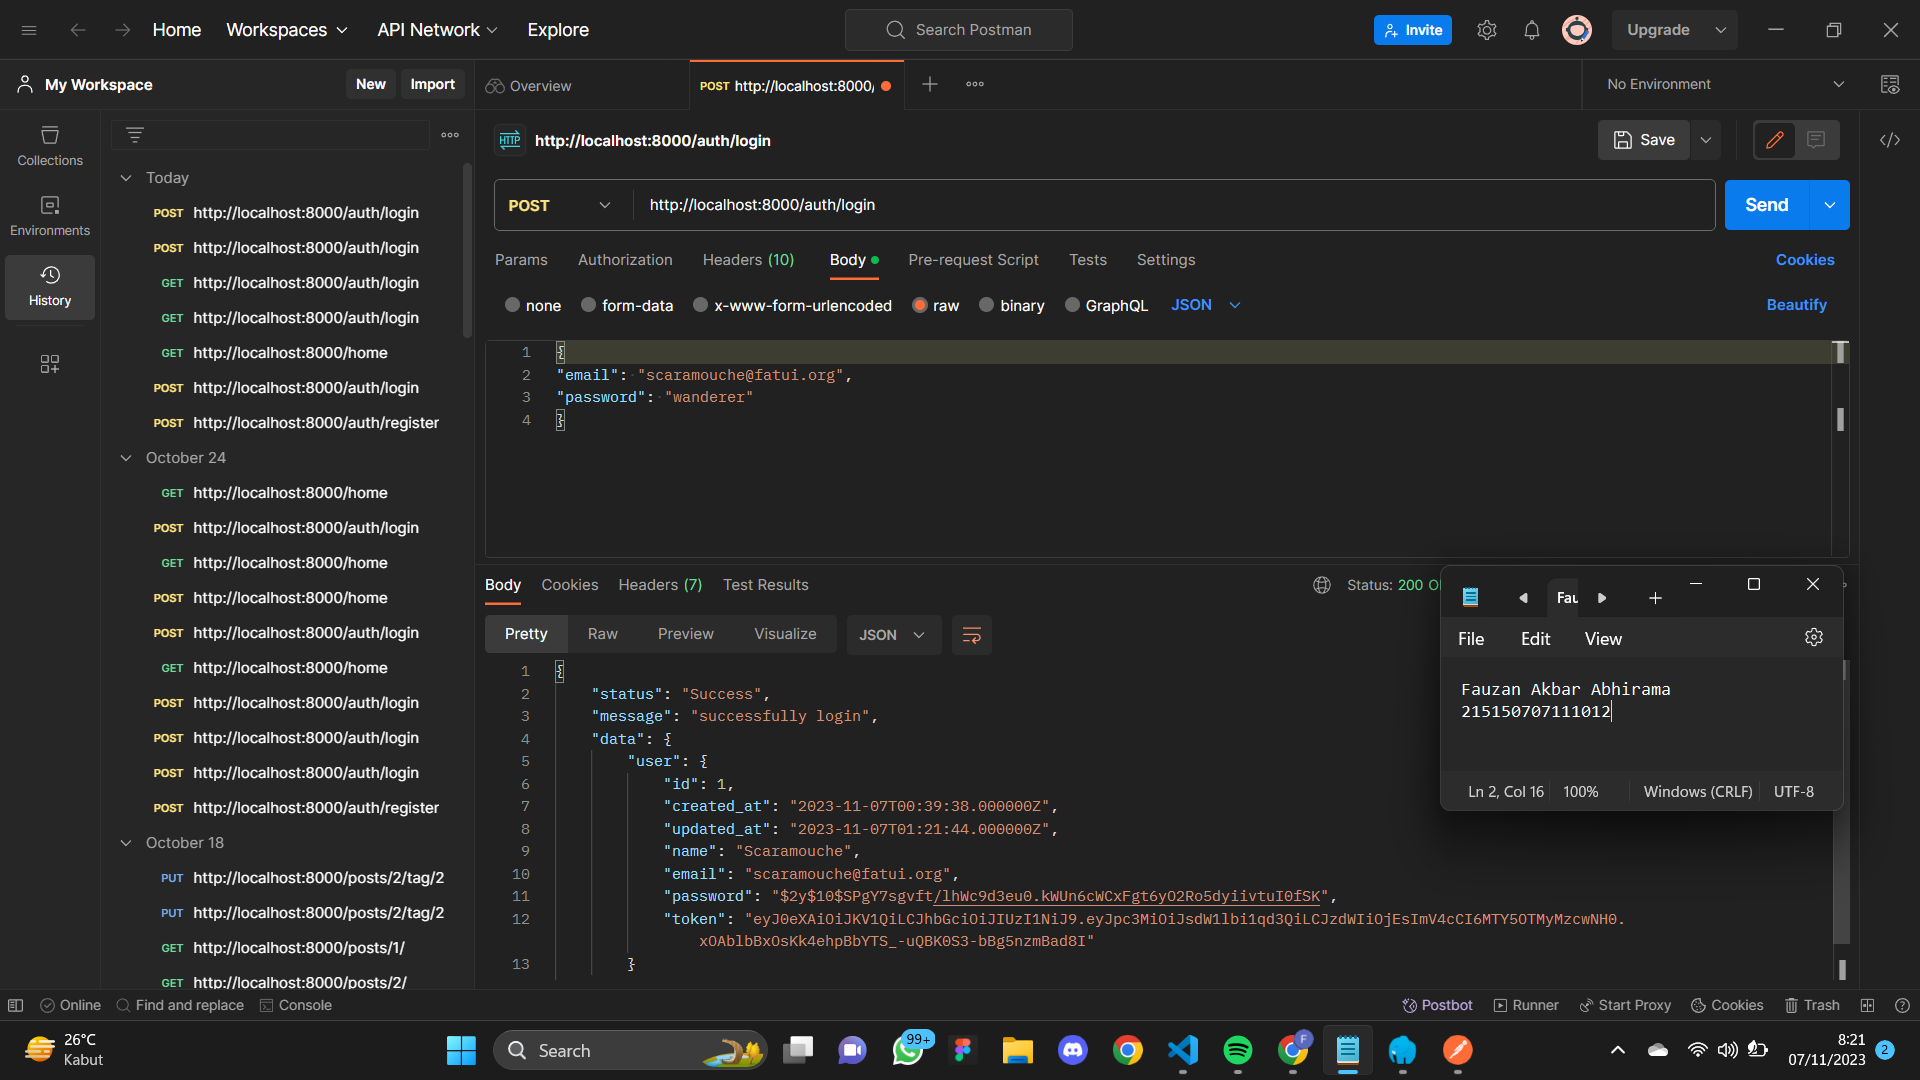 Home
Workspaces
API Network
Explore
Search Postman
Invite
Upgrade
My Workspace
New
Import
Overview
POST http://localhost:8000/
No Environment
Collections
Environments
History
Today
POST http://localhost:8000/auth/login
POST http://localhost:8000/auth/login
GET http://localhost:8000/auth/login
GET http://localhost:8000/auth/login
GET http://localhost:8000/home
POST http://localhost:8000/auth/login
POST http://localhost:8000/auth/register
October 24
GET http://localhost:8000/home
POST http://localhost:8000/auth/login
GET http://localhost:8000/home
POST http://localhost:8000/home
POST http://localhost:8000/auth/login
GET http://localhost:8000/home
POST http://localhost:8000/auth/login
POST http://localhost:8000/auth/login
POST http://localhost:8000/auth/login
POST http://localhost:8000/auth/register
October 18
PUT http://localhost:8000/posts/2/tag/2
PUT http://localhost:8000/posts/2/tag/2
GET http://localhost:8000/posts/1/
GET http://localhost:8000/posts/2/
HTTP http://localhost:8000/auth/login
Save
POST http://localhost:8000/auth/login
Send
Params Authorization Headers (10) Body Pre-request Script Tests Settings Cookies
none form-data x-www-form-urlencoded raw binary GraphQL JSON Beautify
1 {
2 "email": "scaramouche@fatui.org",
3 "password": "wanderer"
4 }
Body Cookies Headers (7) Test Results Status: 200 O
Pretty Raw Preview Visualize JSON
1 {
2 "status": "Success",
3 "message": "successfully login",
4 "data": {
5 "user": {
6 "id": 1,
7 "created_at": "2023-11-07T00:39:38.000000Z",
8 "updated_at": "2023-11-07T01:21:44.000000Z",
9 "name": "Scaramouche",
10 "email": "scaramouche@fatui.org",
11 "password": "$2y$10$SPgY7sgvft/lhWc9d3eu0.kWUn6cWCxFgt6yO2Ro5dyiivtuI0fSK",
12 "token": "eyJ0eXAiOiJKV1QiLCJhbGciOiJIUzI1NiJ9.eyJpc3MiOiJsdW1lbi1qd3QiLCJzdWIiOjEsImV4cCI6MTY5OTMyMzcwNH0.
xOAblbBxOsKk4ehpBbYTS_-uQBK0S3-bBg5nzmBad8I"
13 }
Fau
File Edit View
Fauzan Akbar Abhirama
215150707111012
Ln 2, Col 16 100% Windows (CRLF) UTF-8
Online Find and replace Console Postbot Runner Start Proxy Cookies Trash
26°C
Kabut
Search
99+
F
8:21
07/11/2023
2